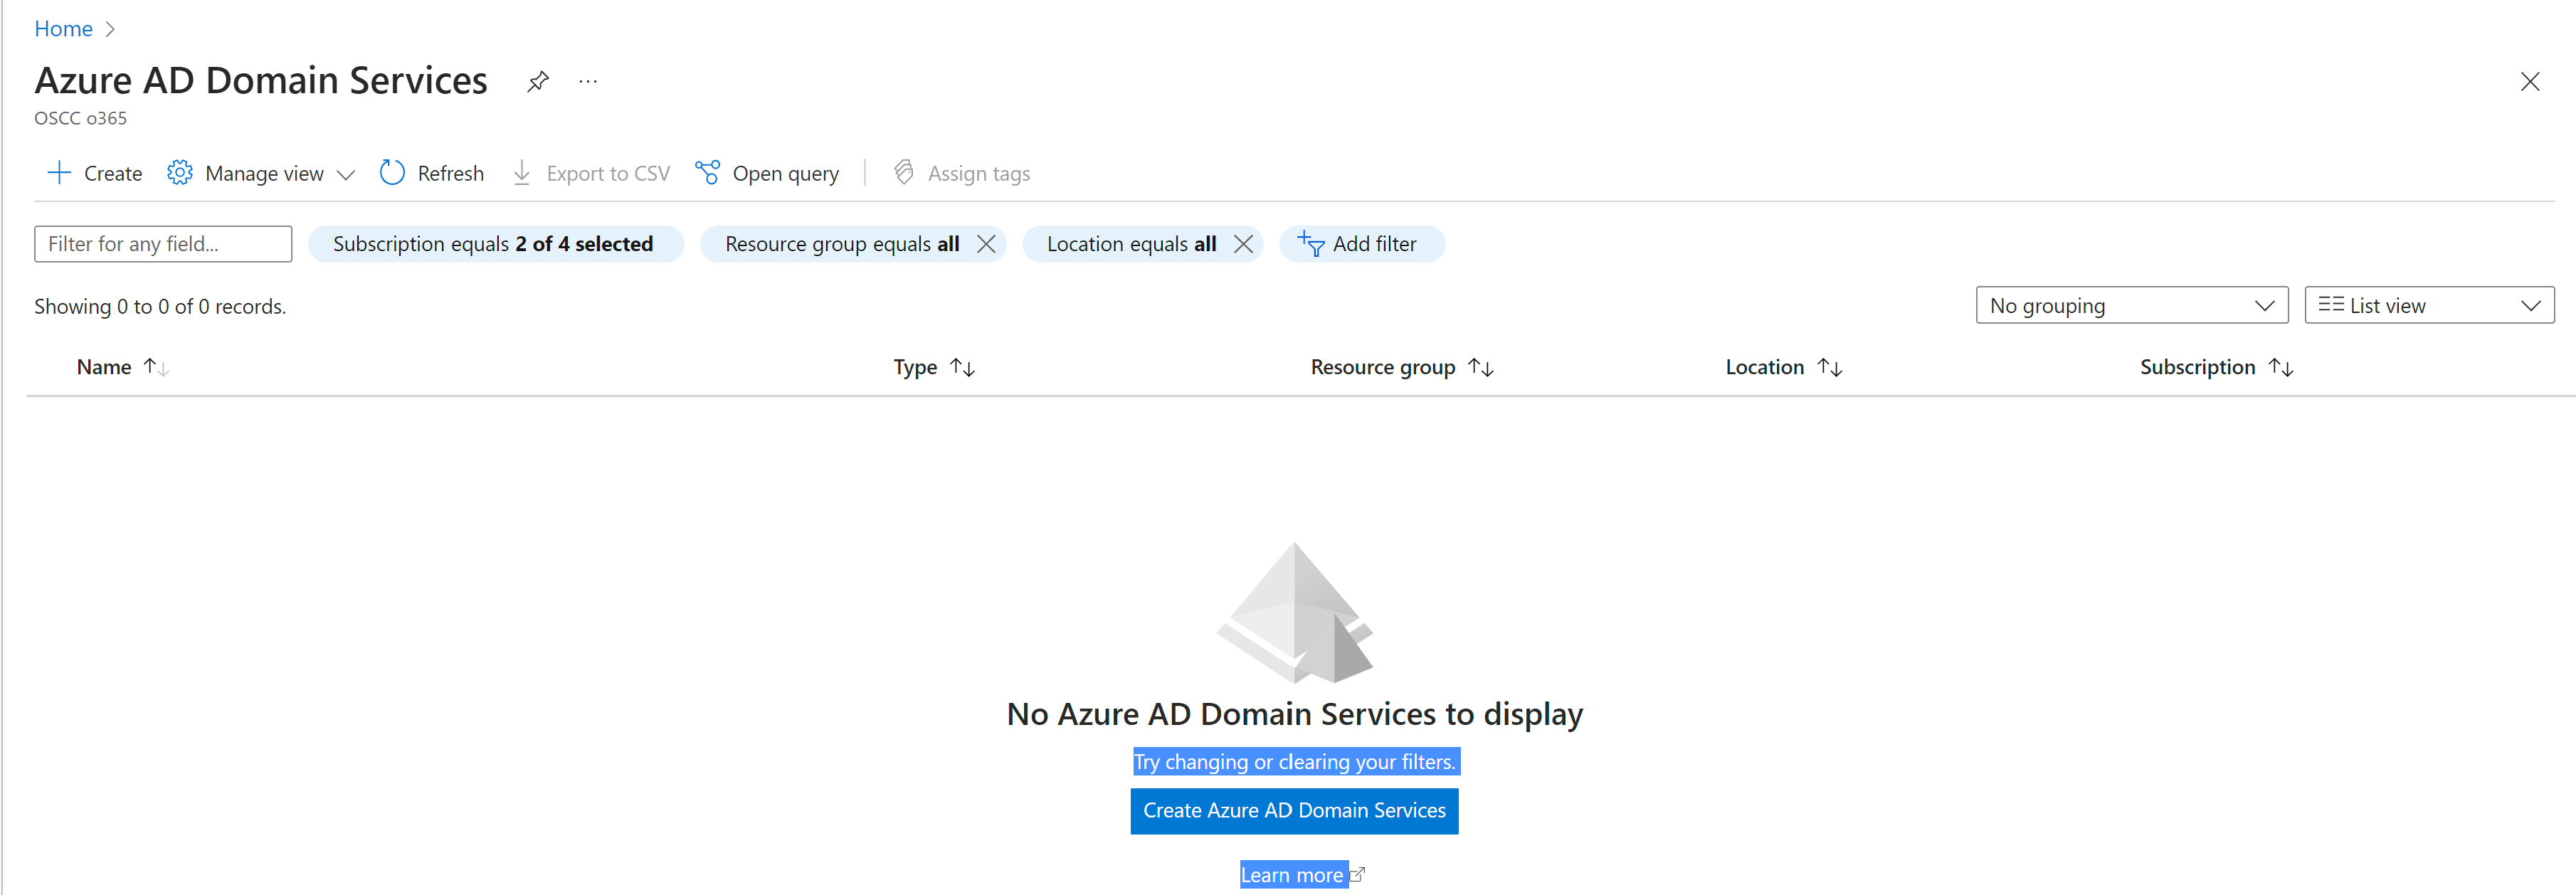 Home
Azure AD Domain Services
OSCC o365
Create Manage view Refresh Export to CSV Open query Assign tags
Filter for any field... Subscription equals 2 of 4 selected Resource group equals all Location equals all Add filter
Showing 0 to 0 of 0 records. No grouping List view
Name Type Resource group Location Subscription
No Azure AD Domain Services to display
Try changing or clearing your filters.
Create Azure AD Domain Services
Learn more